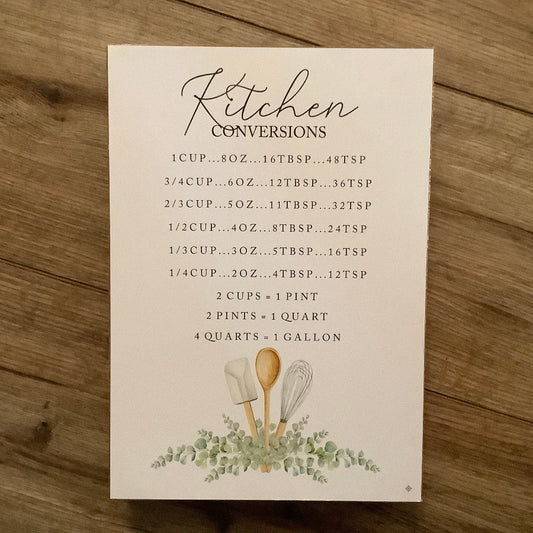 Kitchen
CONVERSIONS
1 CUP...8OZ...16TBSP...48TSP
3/4CUP...6OZ...12TBSP...36TSP
2/3CUP...5OZ...11TBSP...32TSP
1/2CUP...4OZ...8TBSP...24TSP
1/3CUP...3OZ...5TBSP...16TSP
1/4CUP...2OZ...4TBSP...12TSP
2 CUPS = 1 PINT
2 PINTS = 1 QUART
4 QUARTS = 1 GALLON